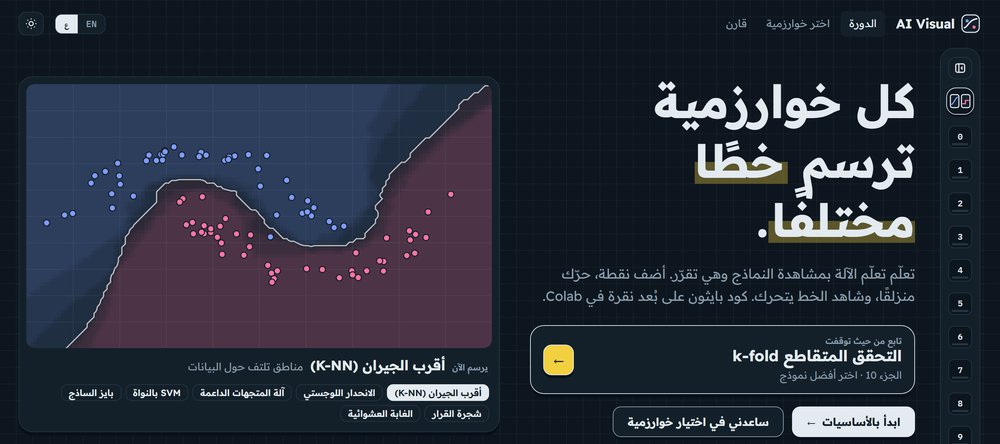 AI Visual
الدورة
اختر خوارزمية
قارن
EN
ع
0
1
2
3
4
5
6
7
8
9
كل خوارزمية
ترسم خطًا
مختلفًا.
تعلّم تعلّم الآلة بمشاهدة النماذج وهي تقرّر. أضف نقطة، حرّك
منزلقًا، وشاهد الخط يتحرك. كود بايثون على بُعد نقرة في Colab.
تابع من حيث توقفت
التحقق المتقاطع k-fold
الجزء 10 · اختر أفضل نموذج
←
ابدأ بالأساسيات ←
ساعدني في اختيار خوارزمية
يرسم الآن أقرب الجيران (K-NN) مناطق تلتف حول البيانات
أقرب الجيران (K-NN)
الانحدار اللوجستي
آلة المتجهات الداعمة
SVM بالنواة
بايز الساذج
شجرة القرار
الغابة العشوائية